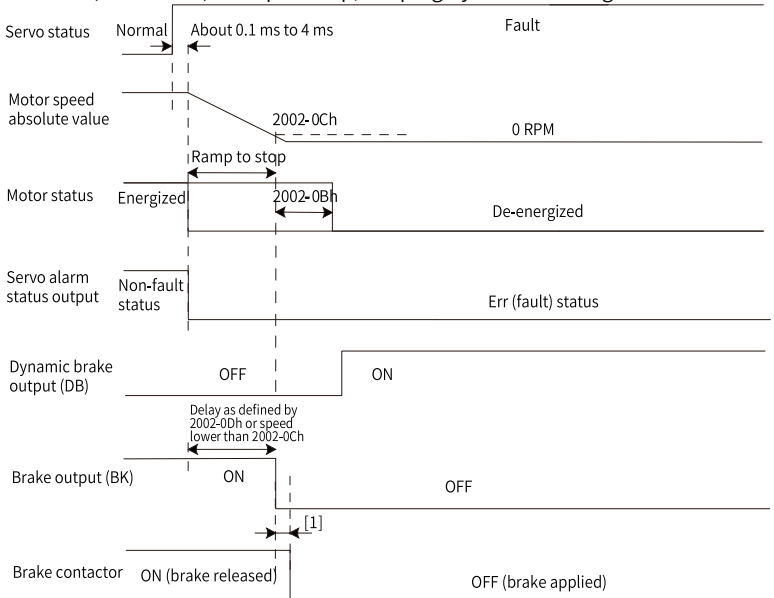 Servo status
Normal
About 0.1 ms to 4 ms
Fault
Motor speed
absolute value
2002-0Ch
0 RPM
Ramp to stop
Motor status
Energized
2002-0Bh
De-energized
Servo alarm
status output
Non-fault
status
Err (fault) status
Dynamic brake
output (DB)
OFF
ON
Delay as defined by
2002-0Dh or speed
lower than 2002-0Ch
Brake output (BK)
ON
OFF
[1]
Brake contactor
ON (brake released)
OFF (brake applied)